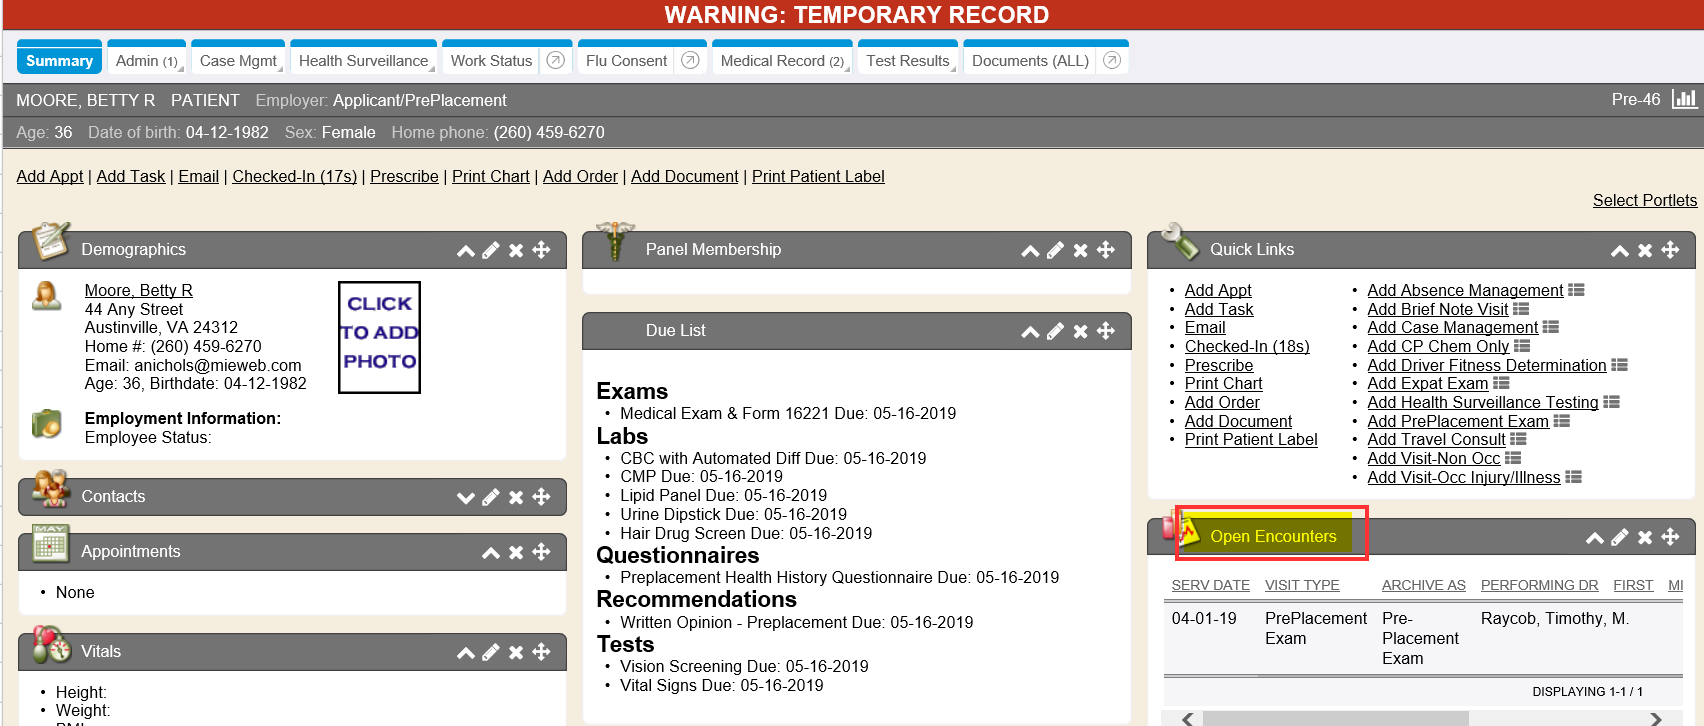 WARNING: TEMPORARY RECORD
Summary Admin (1) Case Mgmt Health Surveillance Work Status Flu Consent Medical Record (2) Test Results Documents (ALL)
MOORE, BETTY R PATIENT Employer: Applicant/PrePlacement Pre-46
Age: 36 Date of birth: 04-12-1982 Sex: Female Home phone: (260) 459-6270
Add Appt | Add Task | Email | Checked-In (17s) | Prescribe | Print Chart | Add Order | Add Document | Print Patient Label
Select Portlets
Demographics
Moore, Betty R
44 Any Street
Austinville, VA 24312
Home #: (260) 459-6270
Email: anichols@mieweb.com
Age: 36, Birthdate: 04-12-1982
CLICK
TO ADD
PHOTO
Employment Information:
Employee Status:
Contacts
Appointments
MAY
• None
Vitals
• Height:
• Weight:
Panel Membership
Due List
Exams
• Medical Exam & Form 16221 Due: 05-16-2019
Labs
• CBC with Automated Diff Due: 05-16-2019
• CMP Due: 05-16-2019
• Lipid Panel Due: 05-16-2019
• Urine Dipstick Due: 05-16-2019
• Hair Drug Screen Due: 05-16-2019
Questionnaires
• Preplacement Health History Questionnaire Due: 05-16-2019
Recommendations
• Written Opinion - Preplacement Due: 05-16-2019
Tests
• Vision Screening Due: 05-16-2019
• Vital Signs Due: 05-16-2019
Quick Links
• Add Appt
• Add Task
• Email
• Checked-In (18s)
• Prescribe
• Print Chart
• Add Order
• Add Document
• Print Patient Label
• Add Absence Management
• Add Brief Note Visit
• Add Case Management
• Add CP Chem Only
• Add Driver Fitness Determination
• Add Expat Exam
• Add Health Surveillance Testing
• Add PrePlacement Exam
• Add Travel Consult
• Add Visit-Non Occ
• Add Visit-Occ Injury/Illness
Open Encounters
SERV DATE VISIT TYPE ARCHIVE AS PERFORMING DR FIRST MI
04-01-19 PrePlacement Pre- Raycob, Timothy, M.
Exam Placement
Exam
DISPLAYING 1-1 / 1